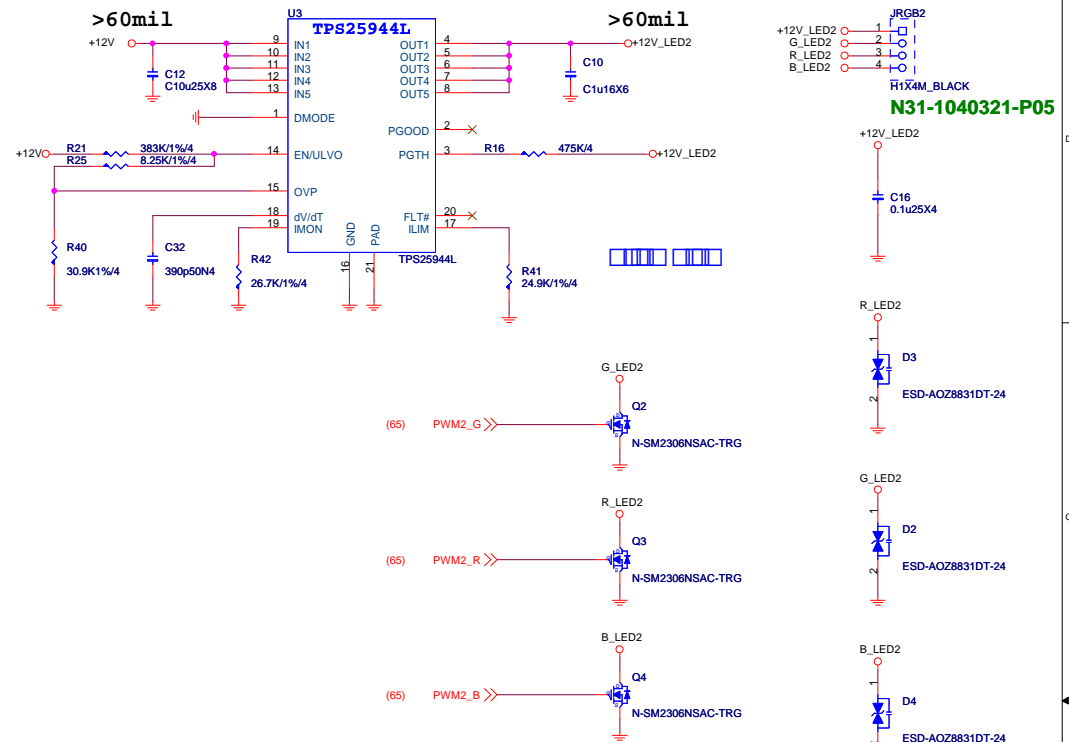 >60mil
>60mil
U3
TPS25944L
+12V
9 IN1
10 IN2
11 IN3
12 IN4
13 IN5
OUT1 4
OUT2 5
OUT3 6
OUT4 7
OUT5 8
+12V_LED2
C12
C10u25X8
C10
C1u16X6
1 DMODE
PGOOD 2
+12V
R21 383K/1%/4
R25 8.25K/1%/4
14 EN/ULVO
PGTH 3
R16 475K/4
+12V_LED2
15 OVP
18 dV/dT
19 IMON
FLT# 20
ILIM 17
GND
PAD
16
21
TPS25944L
R40
30.9K1%/4
C32
390p50N4
R42
26.7K/1%/4
R41
24.9K/1%/4
JRGB2
+12V_LED2 1
G_LED2 2
R_LED2 3
B_LED2 4
H1X4M_BLACK
N31-1040321-P05
+12V_LED2
C16
0.1u25X4
R_LED2
1
D3
2
ESD-AOZ8831DT-24
G_LED2
Q2
(65) PWM2_G
N-SM2306NSAC-TRG
G_LED2
1
D2
2
ESD-AOZ8831DT-24
R_LED2
Q3
(65) PWM2_R
N-SM2306NSAC-TRG
B_LED2
Q4
(65) PWM2_B
N-SM2306NSAC-TRG
B_LED2
1
D4
ESD-AOZ8831DT-24